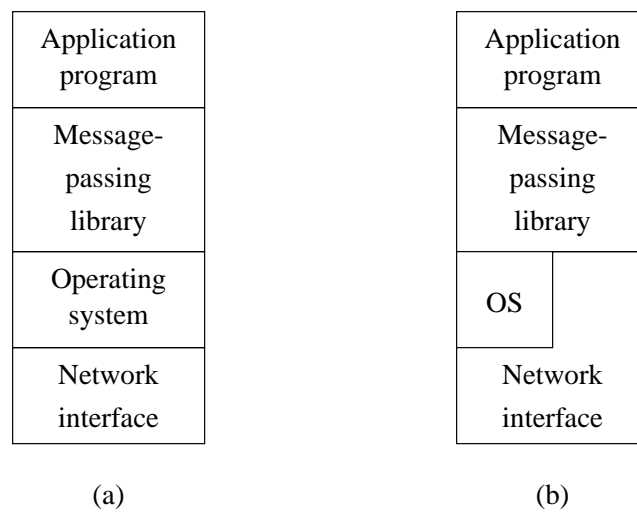 Application
program
Message-
passing
library
Operating
system
Network
interface
(a)
Application
program
Message-
passing
library
OS
Network
interface
(b)